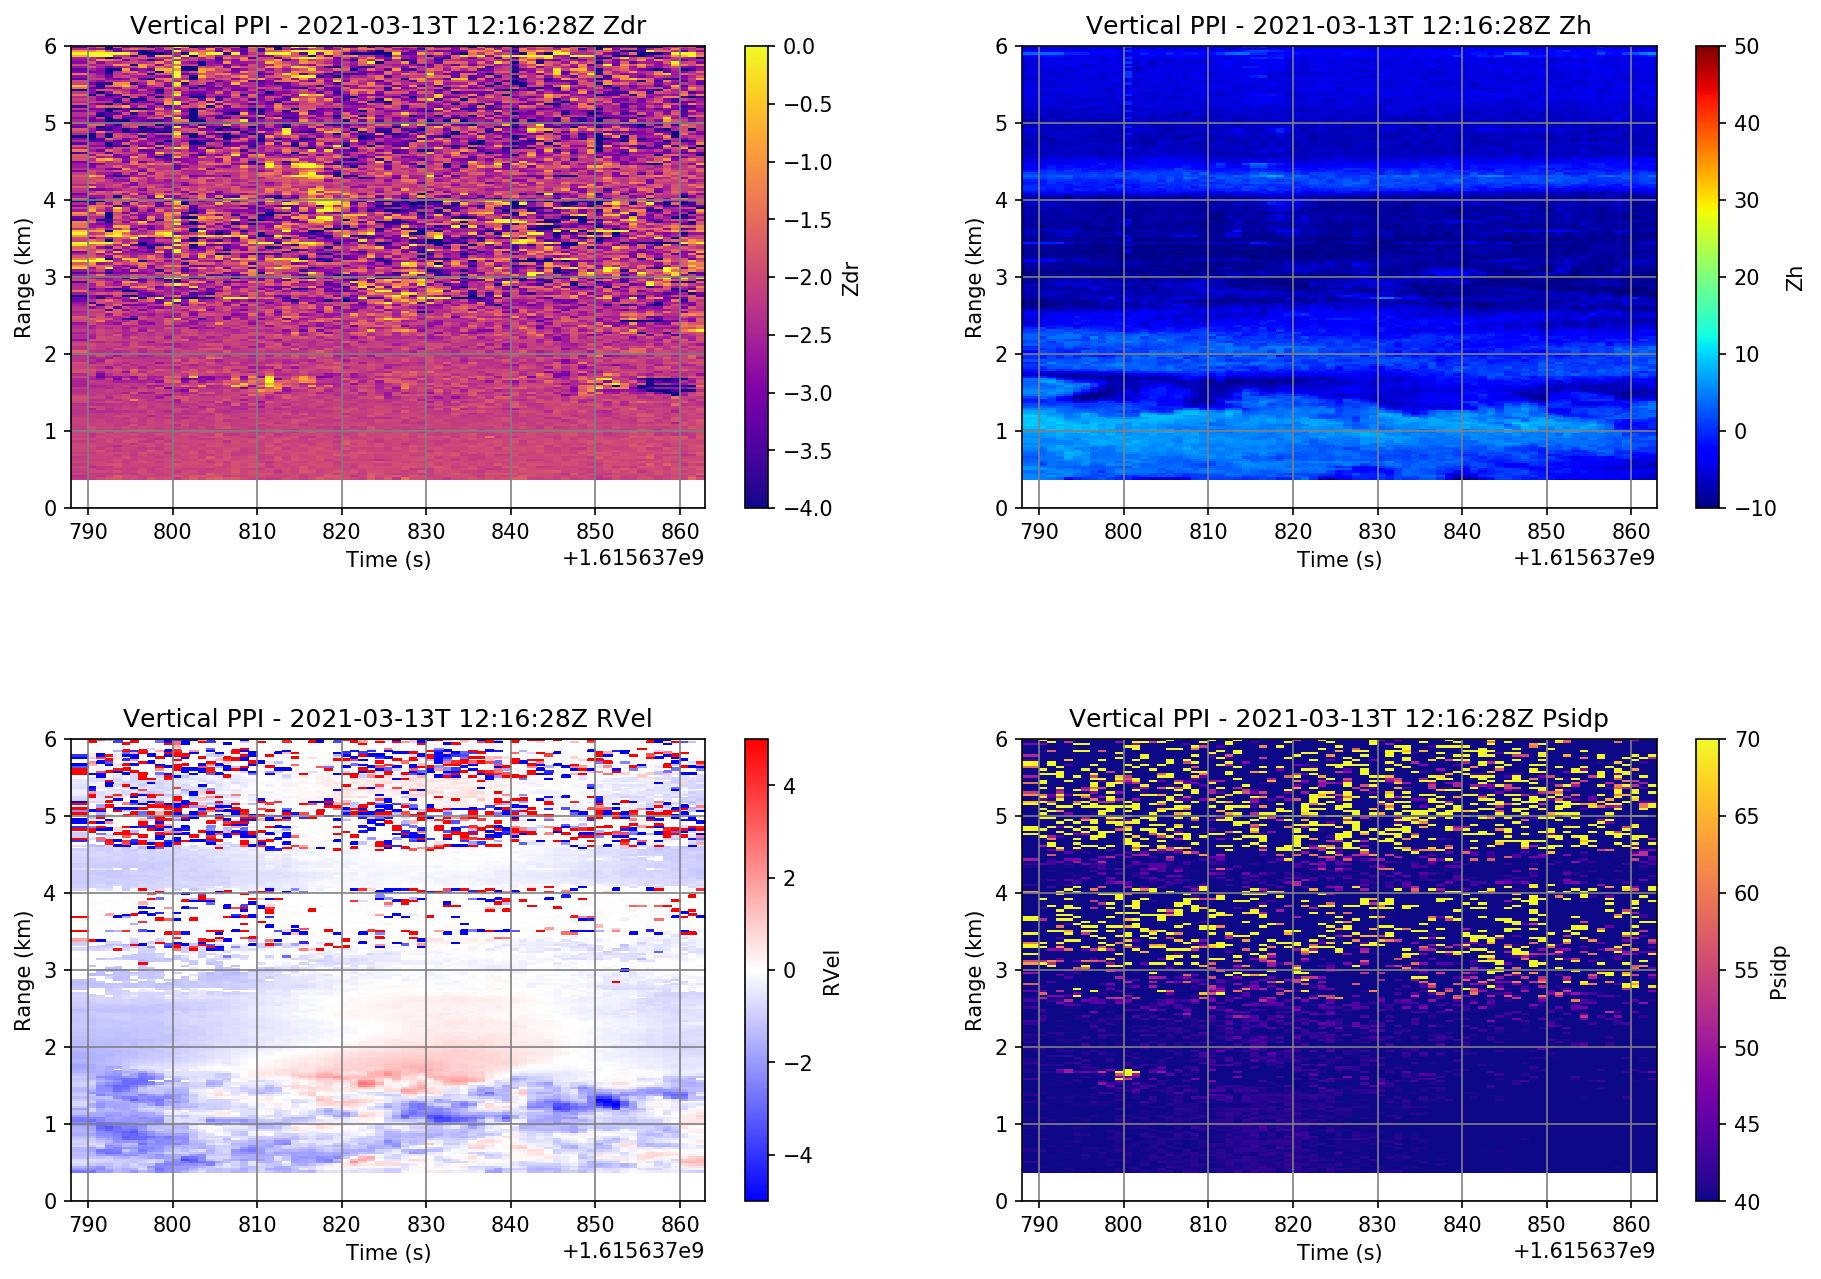 Vertical PPI - 2021-03-13T 12:16:28Z Zdr
6
5
4
3
2
1
0
Range (km)
790 800 810 820 830 840 850 860
Time (s)
+1.615637e9
0.0
−0.5
−1.0
−1.5
−2.0
−2.5
−3.0
−3.5
−4.0
Zdr
Vertical PPI - 2021-03-13T 12:16:28Z Zh
6
5
4
3
2
1
0
Range (km)
790 800 810 820 830 840 850 860
Time (s)
+1.615637e9
50
40
30
20
10
0
−10
Zh
Vertical PPI - 2021-03-13T 12:16:28Z RVel
6
5
4
3
2
1
0
Range (km)
790 800 810 820 830 840 850 860
Time (s)
+1.615637e9
4
2
0
−2
−4
RVel
Vertical PPI - 2021-03-13T 12:16:28Z Psidp
6
5
4
3
2
1
0
Range (km)
790 800 810 820 830 840 850 860
Time (s)
+1.615637e9
70
65
60
55
50
45
40
Psidp